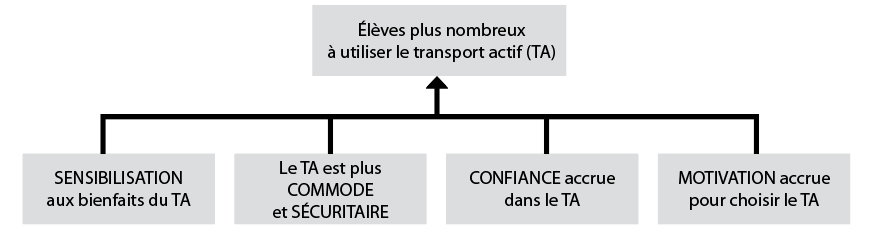 Élèves plus nombreux
à utiliser le transport actif (TA)
SENSIBILISATION
aux bienfaits du TA
Le TA est plus
COMMODE
et SÉCURITAIRE
CONFIANCE accrue
dans le TA
MOTIVATION accrue
pour choisir le TA